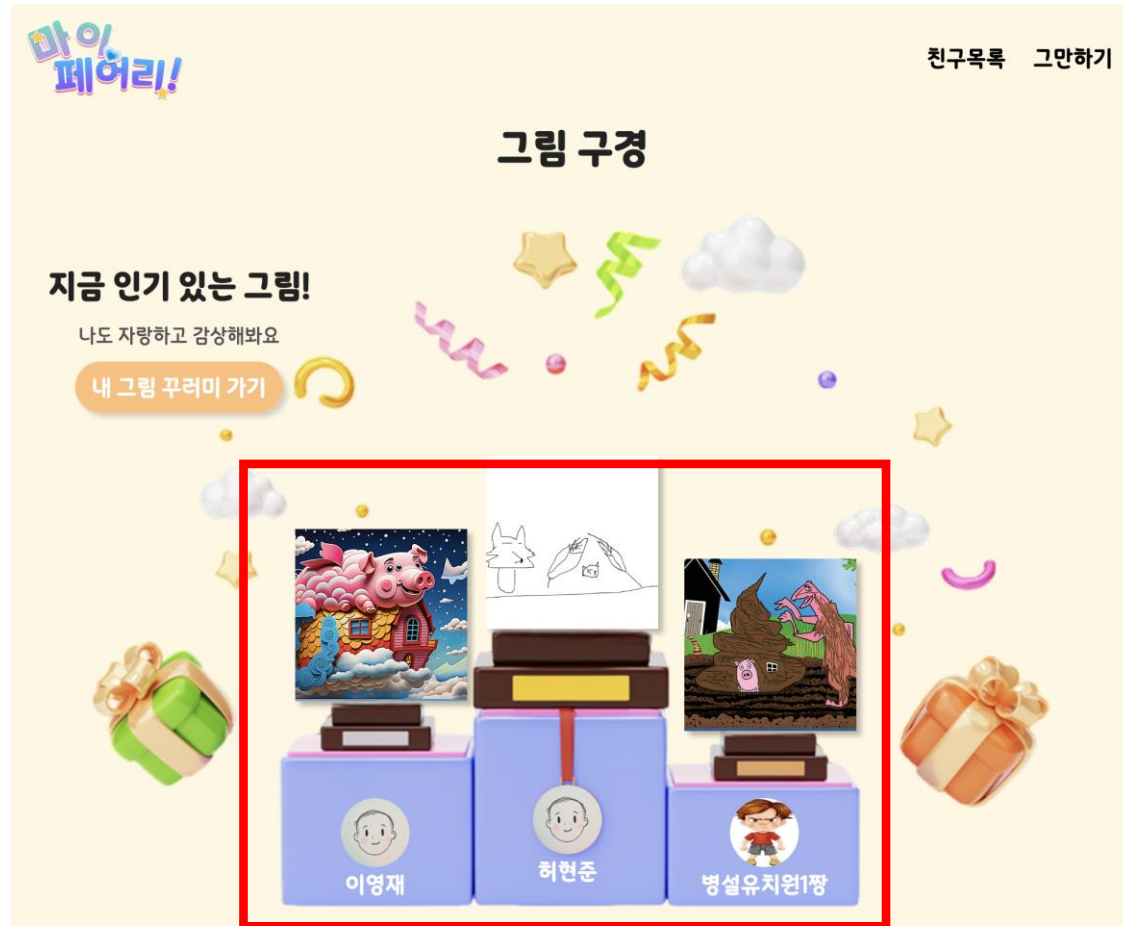 마이
페어리!
친구목록 그만하기
그림 구경
지금 인기 있는 그림!
나도 자랑하고 감상해봐요
내 그림 꾸러미 가기
이영재
허현준
병설유치원1짱